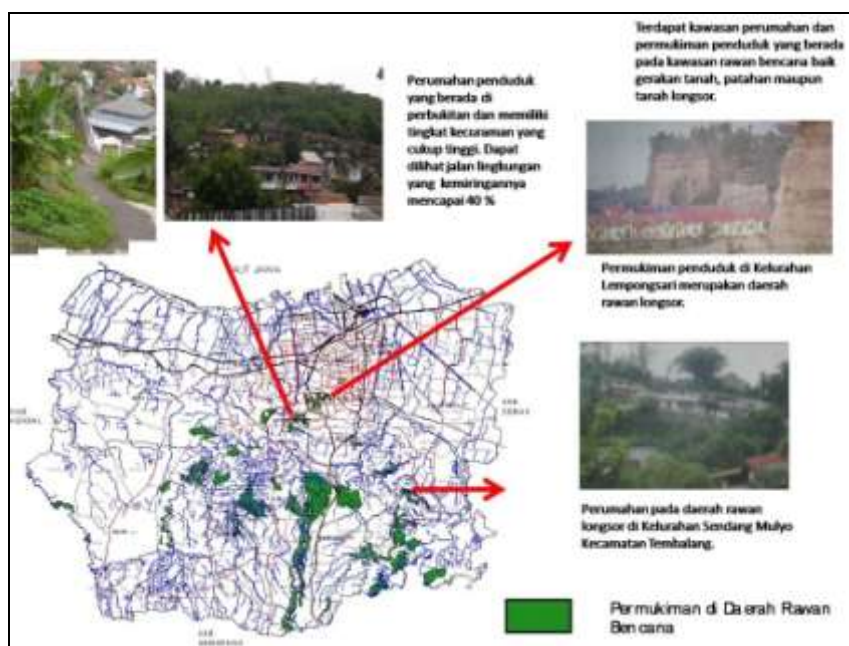 Terdapat kawasan perumahan dan
permukiman penduduk yang berada
pada kawasan rawan bencana baik
gerakan tanah, patahan maupun
tanah longsor.
Perumahan penduduk
yang berada di
perbukitan dan memiliki
tingkat kecuraman yang
cukup tinggi. Dapat
dilihat jalan lingkungan
yang kemiringannya
mencapai 40 %
Permukiman penduduk di Kelurahan
Lempongsari merupakan daerah
rawan longsor.
Perumahan pada daerah rawan
longsor di Kelurahan Sendang Mulyo
Kecamatan Tembalang.
Permukiman di Daerah Rawan
Bencana